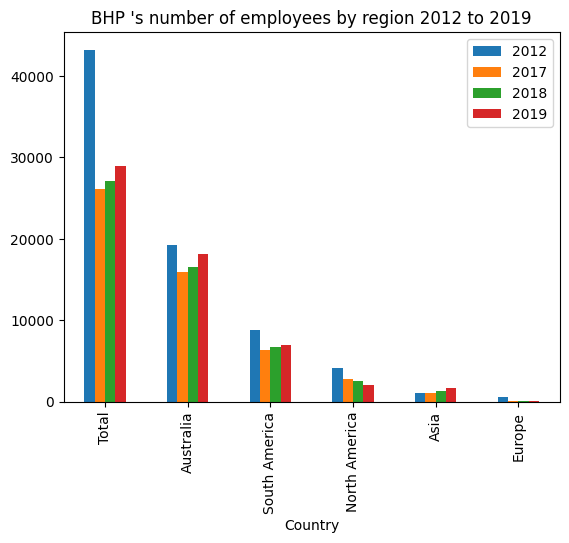 BHP 's number of employees by region 2012 to 2019
2012
2017
2018
2019
40000
30000
20000
10000
0
Total
Australia
South America
North America
Asia
Europe
Country